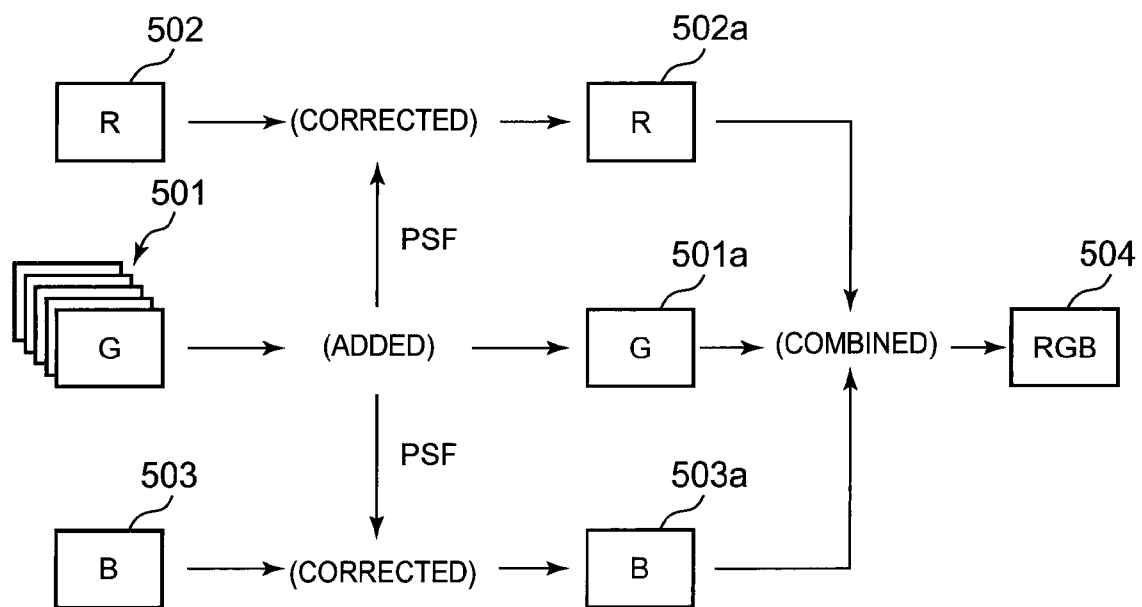 502
502a
R
(CORRECTED)
R
501
PSF
501a
504
G
(ADDED)
G
(COMBINED)
RGB
PSF
503
503a
B
(CORRECTED)
B